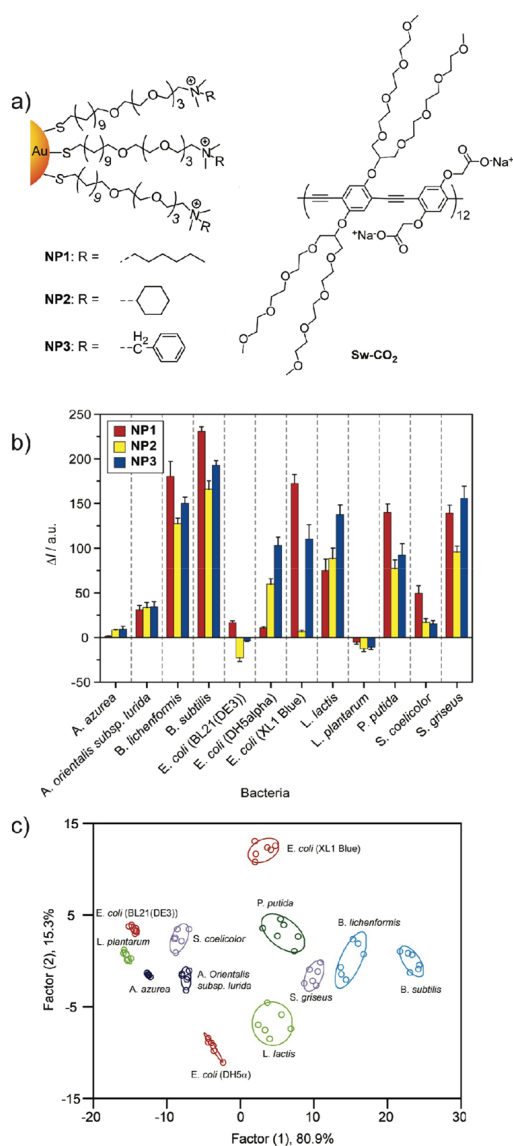 a)
Au
S
9
O
O
3
N
⊕
R
S
9
O
O
3
N
⊕
R
S
9
O
O
3
N
⊕
R
NP1: R =
NP2: R =
NP3: R =
H2
C
O
O
O
O
O
O
O
O
O
O
O-Na+
O
12
+Na-O
O
O
O
O
O
O
O
O
O
O
O
Sw-CO2
b)
250
200
150
100
50
0
-50
ΔI / a.u.
NP1
NP2
NP3
A. azurea
A. orientalis subsp. lurida
B. lichenformis
B. subtilis
E. coli (BL21(DE3))
E. coli (DH5alpha)
E. coli (XL1 Blue)
L. lactis
L. plantarum
P. putida
S. coelicolor
S. griseus
Bacteria
c)
15
5
-5
-15
Factor (2), 15.3%
E. coli (XL1 Blue)
E. coli (BL21(DE3))
L. plantarum
S. coelicolor
P. putida
B. lichenformis
A. azurea
A. Orientalis
subsp. lurida
S. griseus
B. subtilis
L. lactis
E. coli (DH5α)
-20
-10
0
10
20
30
Factor (1), 80.9%